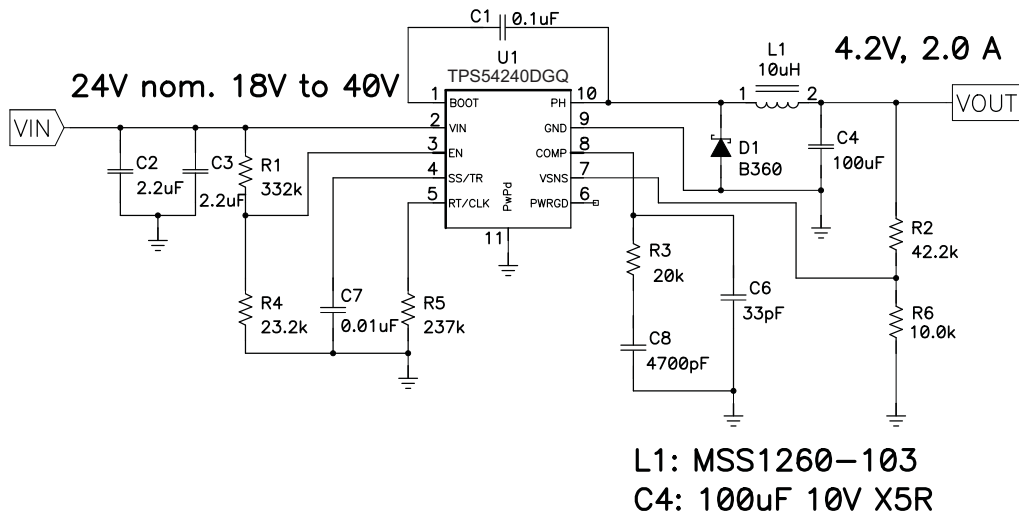 C1
0.1uF
U1
TPS54240DGQ
24V nom. 18V to 40V
L1
10uH
4.2V, 2.0 A
1 BOOT
PH 10
1
2
VIN
VOUT
2 VIN
GND 9
3 EN
COMP 8
4 SS/TR
VSNS 7
5 RT/CLK
PWRGD 6
PwPd
11
C2
2.2uF
C3
2.2uF
R1
332k
D1
B360
C4
100uF
R2
42.2k
R3
20k
C6
33pF
R4
23.2k
C7
0.01uF
R5
237k
R6
10.0k
C8
4700pF
L1: MSS1260-103
C4: 100uF 10V X5R